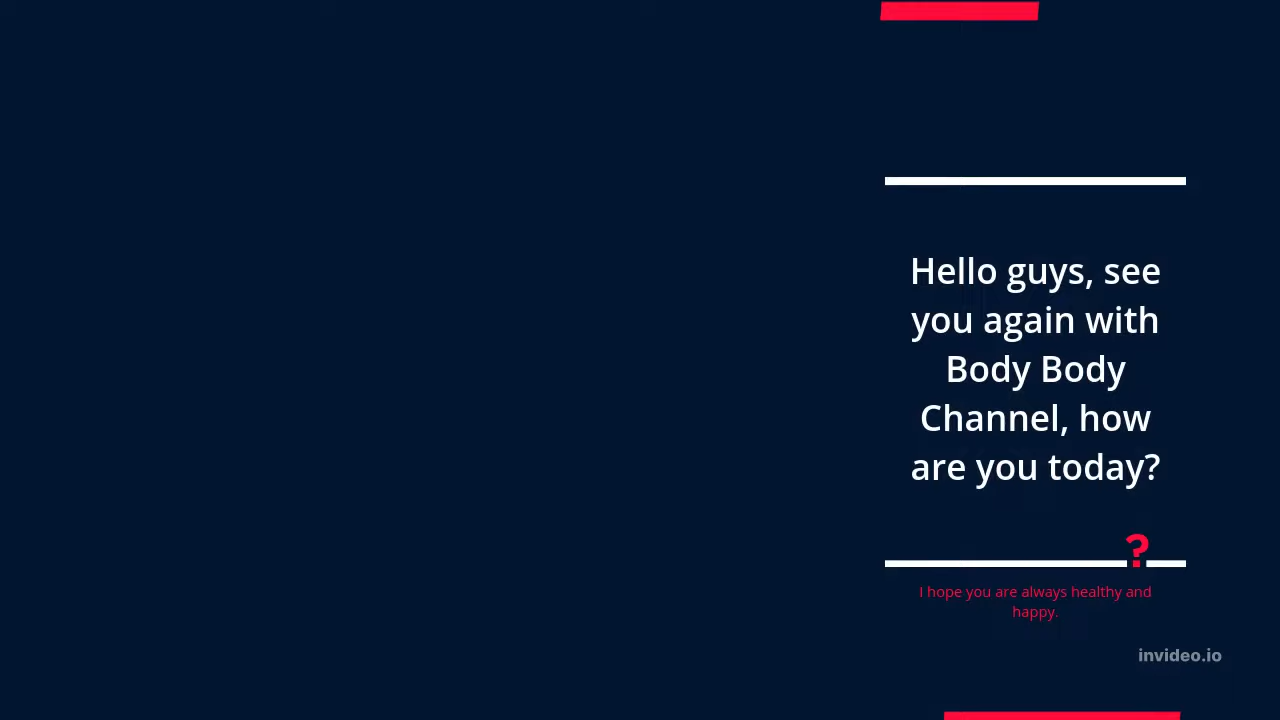 Hello guys, see
you again with
Body Body
Channel, how
are you today?
?
I hope you are always healthy and
happy.
invideo.io